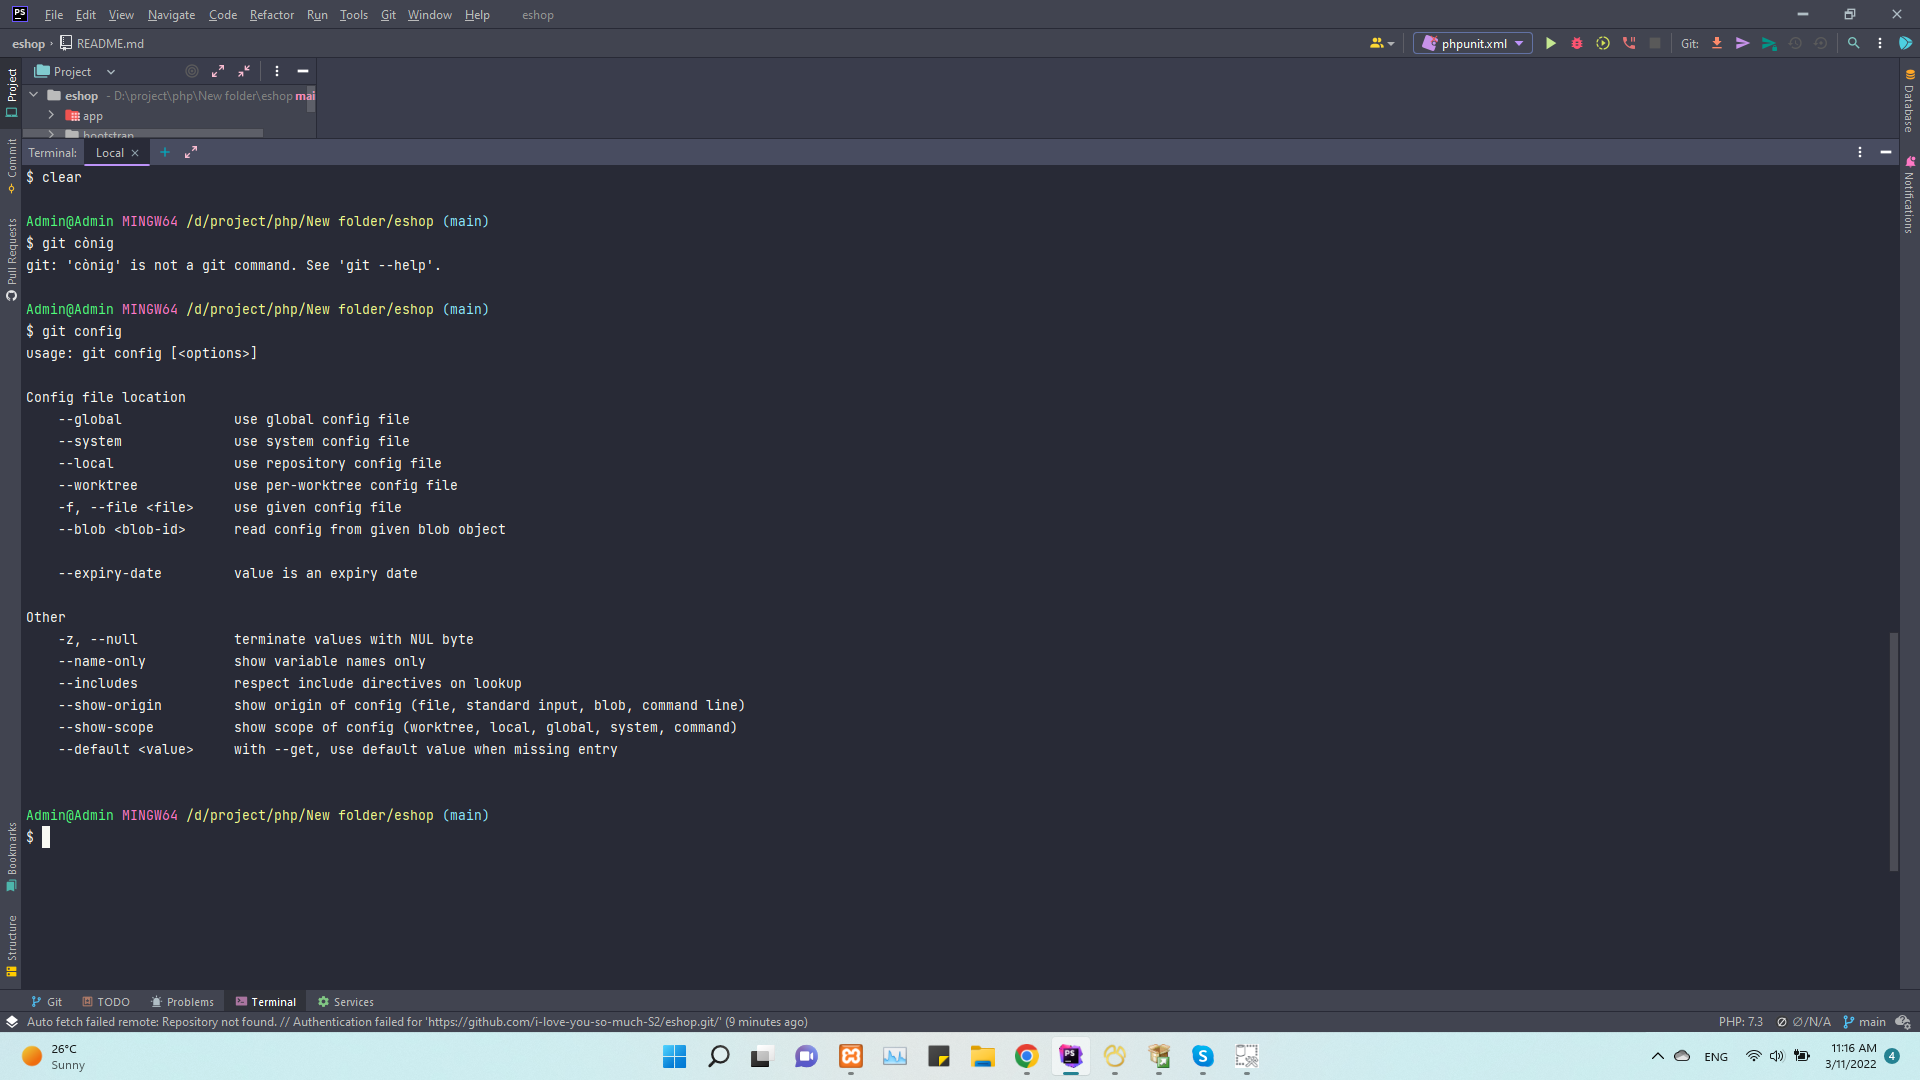 PS File Edit View Navigate Code Refactor Run Tools Git Window Help eshop
eshop › README.md phpunit.xml Git:
Project
eshop - D:\project\php\New folder\eshop mai
app
bootstrap
Terminal: Local
$ clear
Admin@Admin MINGW64 /d/project/php/New folder/eshop (main)
$ git cònig
git: 'cònig' is not a git command. See 'git --help'.
Admin@Admin MINGW64 /d/project/php/New folder/eshop (main)
$ git config
usage: git config [<options>]
Config file location
--global use global config file
--system use system config file
--local use repository config file
--worktree use per-worktree config file
-f, --file <file> use given config file
--blob <blob-id> read config from given blob object
--expiry-date value is an expiry date
Other
-z, --null terminate values with NUL byte
--name-only show variable names only
--includes respect include directives on lookup
--show-origin show origin of config (file, standard input, blob, command line)
--show-scope show scope of config (worktree, local, global, system, command)
--default <value> with --get, use default value when missing entry
Admin@Admin MINGW64 /d/project/php/New folder/eshop (main)
$
Project
Commit
Pull Requests
Bookmarks
Structure
Database
Notifications
Git TODO Problems Terminal Services
Auto fetch failed remote: Repository not found. // Authentication failed for 'https://github.com/i-love-you-so-much-S2/eshop.git/' (9 minutes ago) PHP: 7.3 ∅/N/A main
26°C
Sunny
PS
ENG
11:16 AM
3/11/2022
4